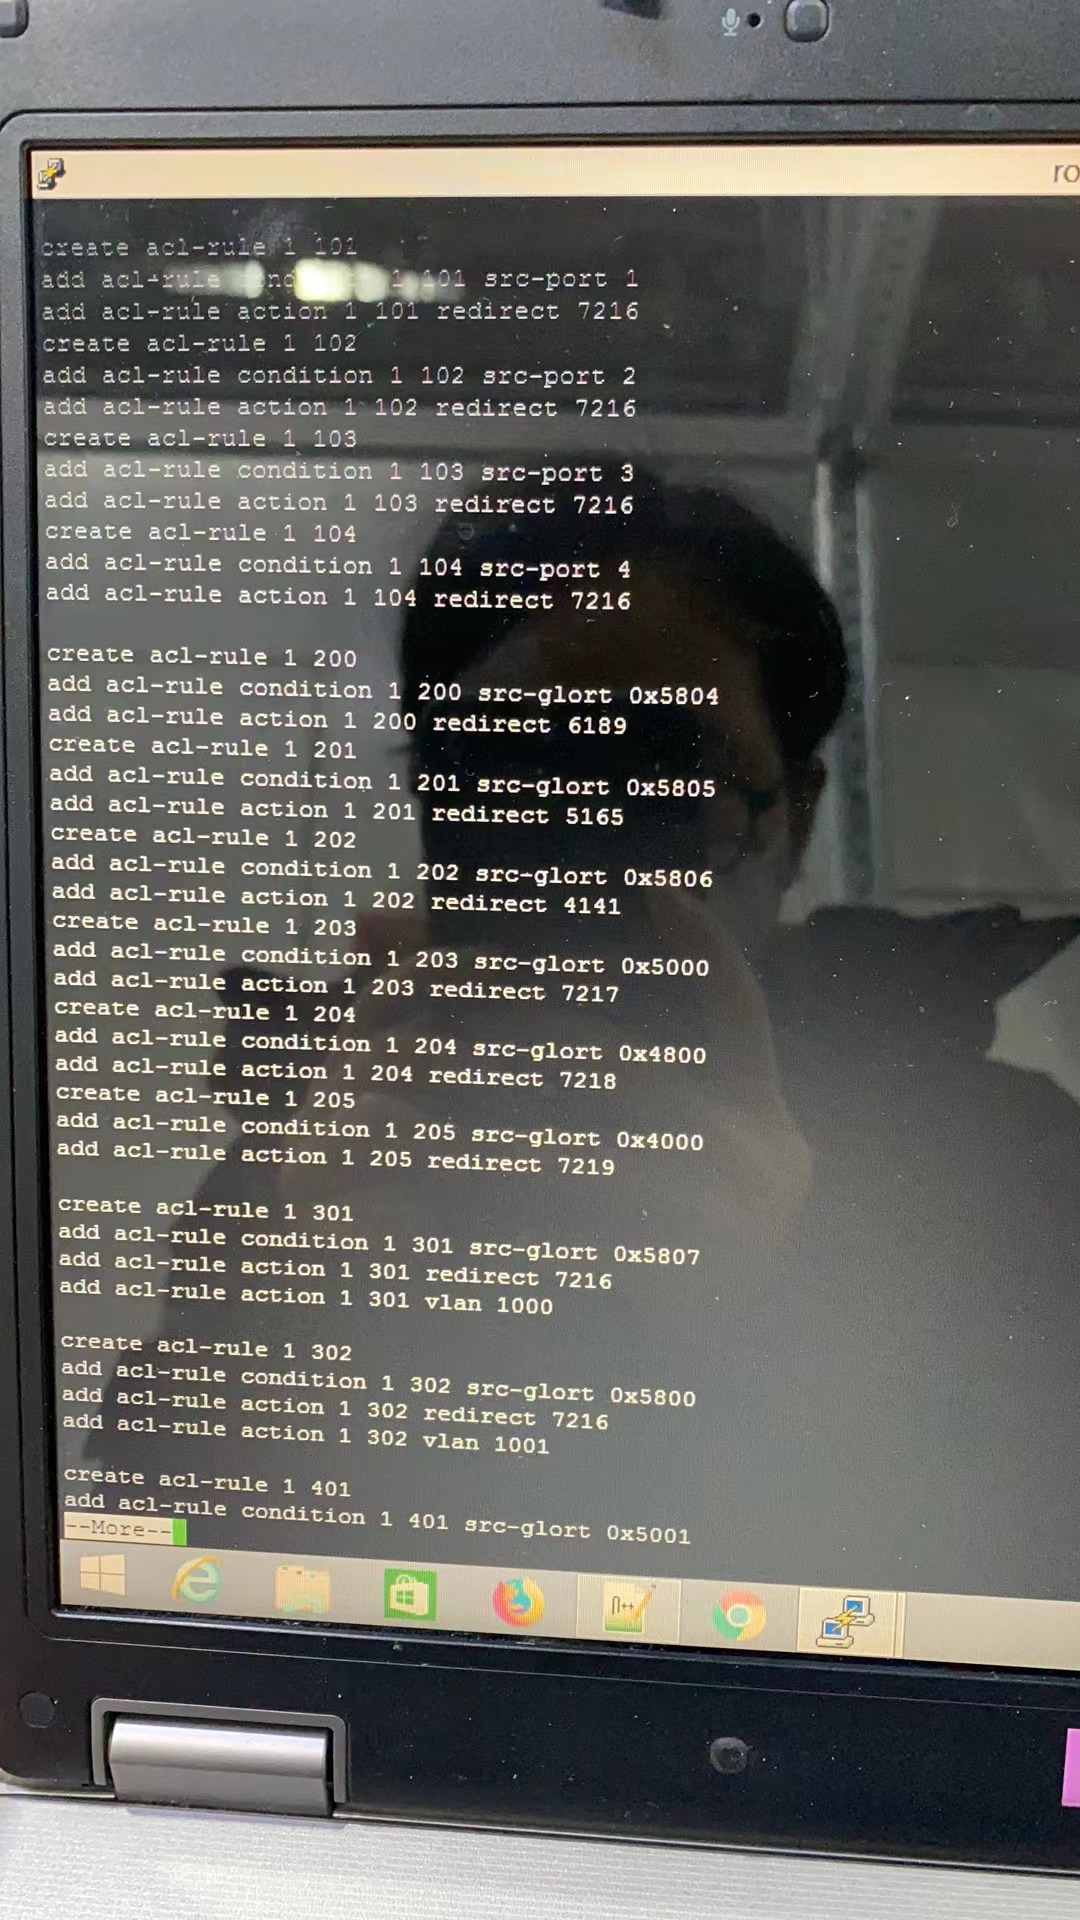 ro
create acl-rule 1 101
add acl-rule 1 101 src-port 1
add acl-rule action 1 101 redirect 7216
create acl-rule 1 102
add acl-rule condition 1 102 src-port 2
add acl-rule action 1 102 redirect 7216
create acl-rule 1 103
add acl-rule condition 1 103 src-port 3
add acl-rule action 1 103 redirect 7216
create acl-rule 1 104
add acl-rule condition 1 104 src-port 4
add acl-rule action 1 104 redirect 7216
create acl-rule 1 200
add acl-rule condition 1 200 src-glort 0x5804
add acl-rule action 1 200 redirect 6189
create acl-rule 1 201
add acl-rule condition 1 201 src-glort 0x5805
add acl-rule action 1 201 redirect 5165
create acl-rule 1 202
add acl-rule condition 1 202 src-glort 0x5806
add acl-rule action 1 202 redirect 4141
create acl-rule 1 203
add acl-rule condition 1 203 src-glort 0x5000
add acl-rule action 1 203 redirect 7217
create acl-rule 1 204
add acl-rule condition 1 204 src-glort 0x4800
add acl-rule action 1 204 redirect 7218
create acl-rule 1 205
add acl-rule condition 1 205 src-glort 0x4000
add acl-rule action 1 205 redirect 7219
create acl-rule 1 301
add acl-rule condition 1 301 src-glort 0x5807
add acl-rule action 1 301 redirect 7216
add acl-rule action 1 301 vlan 1000
create acl-rule 1 302
add acl-rule condition 1 302 src-glort 0x5800
add acl-rule action 1 302 redirect 7216
add acl-rule action 1 302 vlan 1001
create acl-rule 1 401
add acl-rule condition 1 401 src-glort 0x5001
--More--
n++